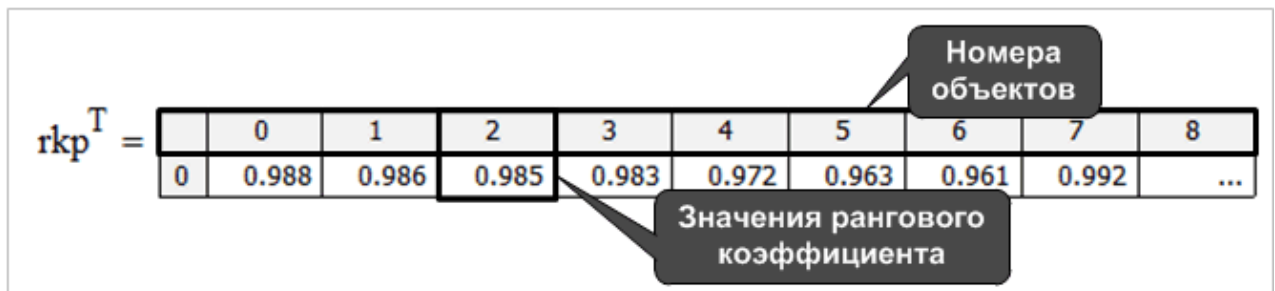 Номера
объектов
rkp^T =
0 1 2 3 4 5 6 7 8
0 0.988 0.986 0.985 0.983 0.972 0.963 0.961 0.992 ...
Значения рангового
коэффициента